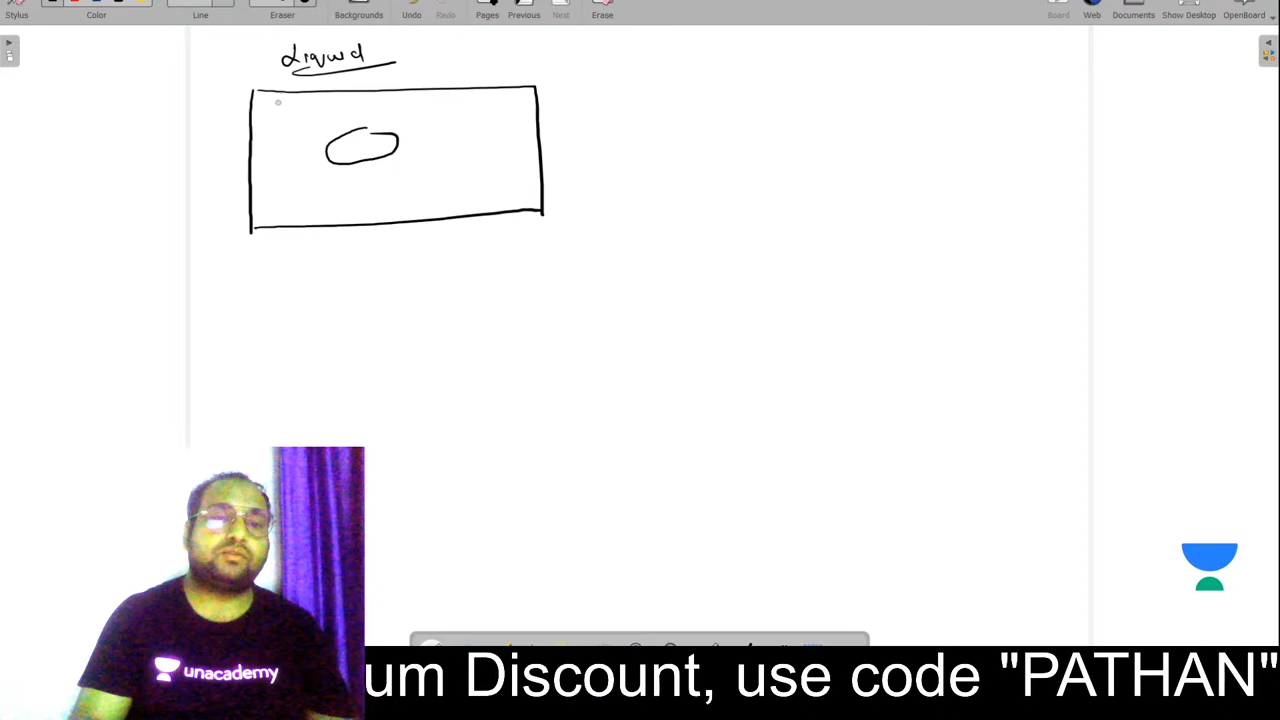 Stylus
Color
Line
Eraser
Backgrounds
Undo
Redo
Pages
Previous
Next
Erase
Board
Web
Documents
Show Desktop
OpenBoard
Liquid
unacademy
um Discount, use code "PATHAN"